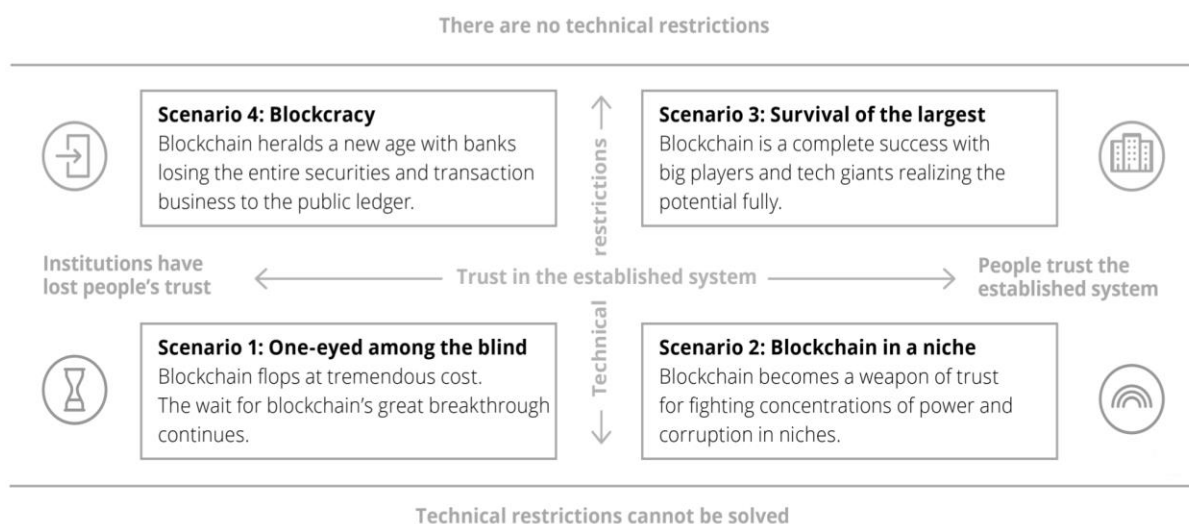 There are no technical restrictions
Scenario 4: Blockcracy
Blockchain heralds a new age with banks
losing the entire securities and transaction
business to the public ledger.
Scenario 3: Survival of the largest
Blockchain is a complete success with
big players and tech giants realizing the
potential fully.
Technical restrictions
Institutions have
lost people's trust
Trust in the established system
People trust the
established system
Scenario 1: One-eyed among the blind
Blockchain flops at tremendous cost.
The wait for blockchain's great breakthrough
continues.
Scenario 2: Blockchain in a niche
Blockchain becomes a weapon of trust
for fighting concentrations of power and
corruption in niches.
Technical restrictions cannot be solved